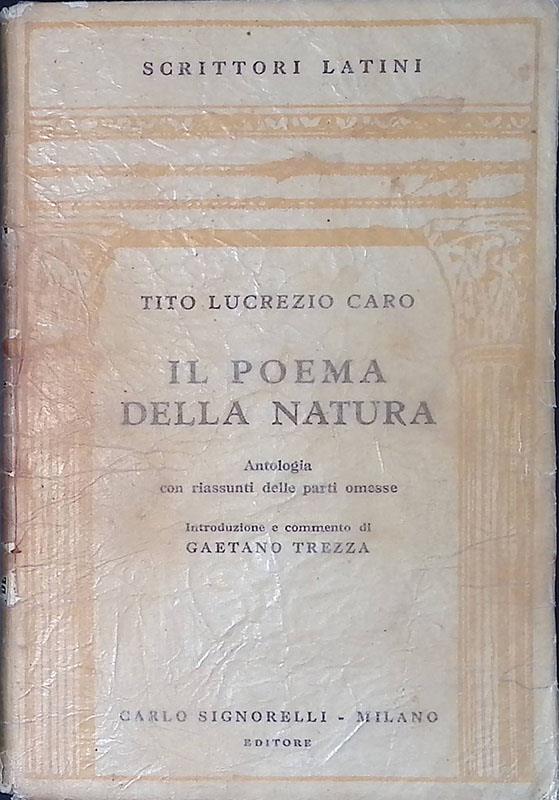 SCRITTORI LATINI
TITO LUCREZIO CARO
IL POEMA
DELLA NATURA
Antologia
con riassunti delle parti omesse
Introduzione e commento di
GAETANO TREZZA
CARLO SIGNORELLI - MILANO
EDITORE